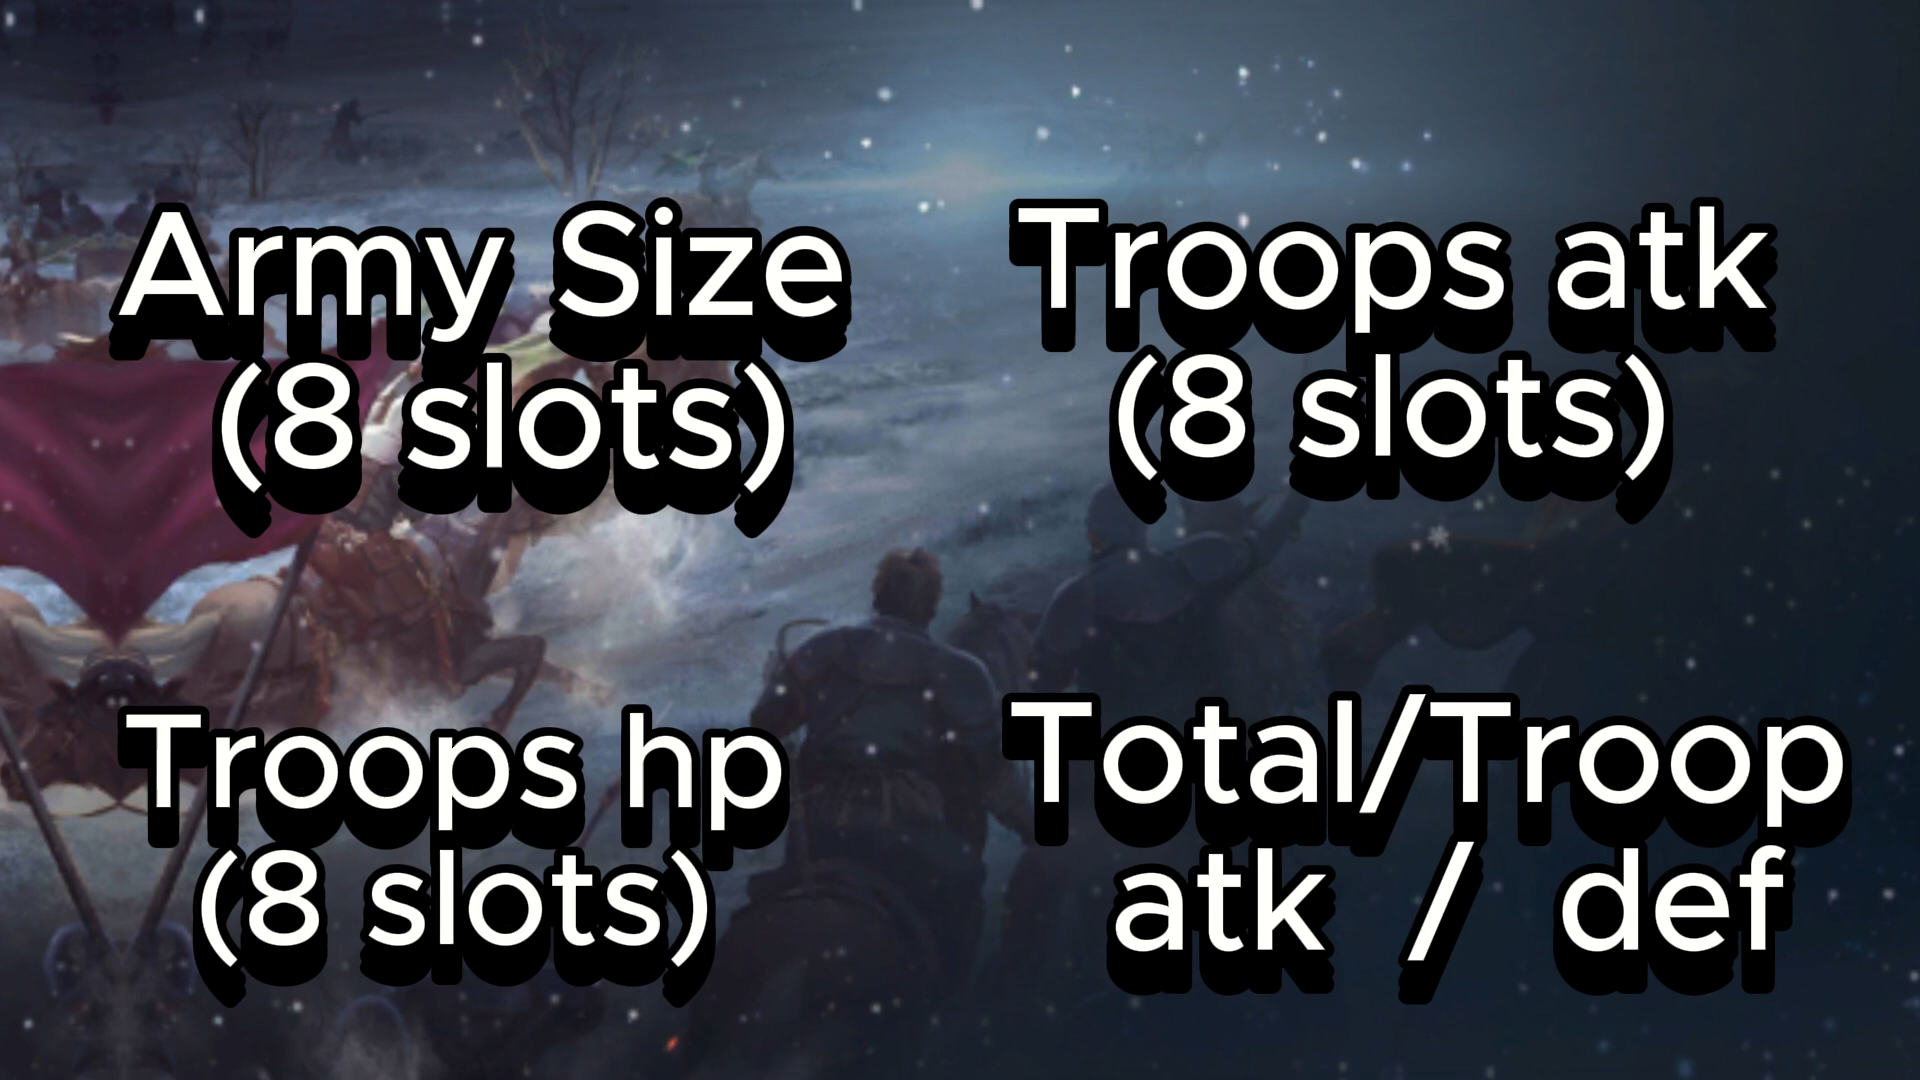 Army Size
(8 slots)
Troops atk
(8 slots)
Troops hp
(8 slots)
Total/Troop
atk / def